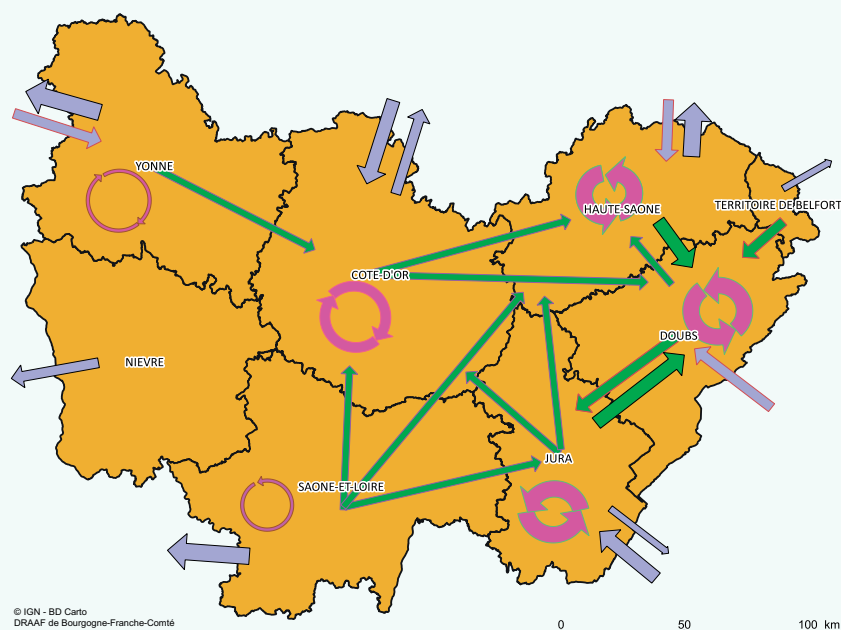 YONNE
HAUTE-SAONE
TERRITOIRE DE BELFORT
COTE-D'OR
DOUBS
NIEVRE
JURA
SAONE-ET-LOIRE
© IGN - BD Carto
DRAAF de Bourgogne-Franche-Comté
0 50 100 km